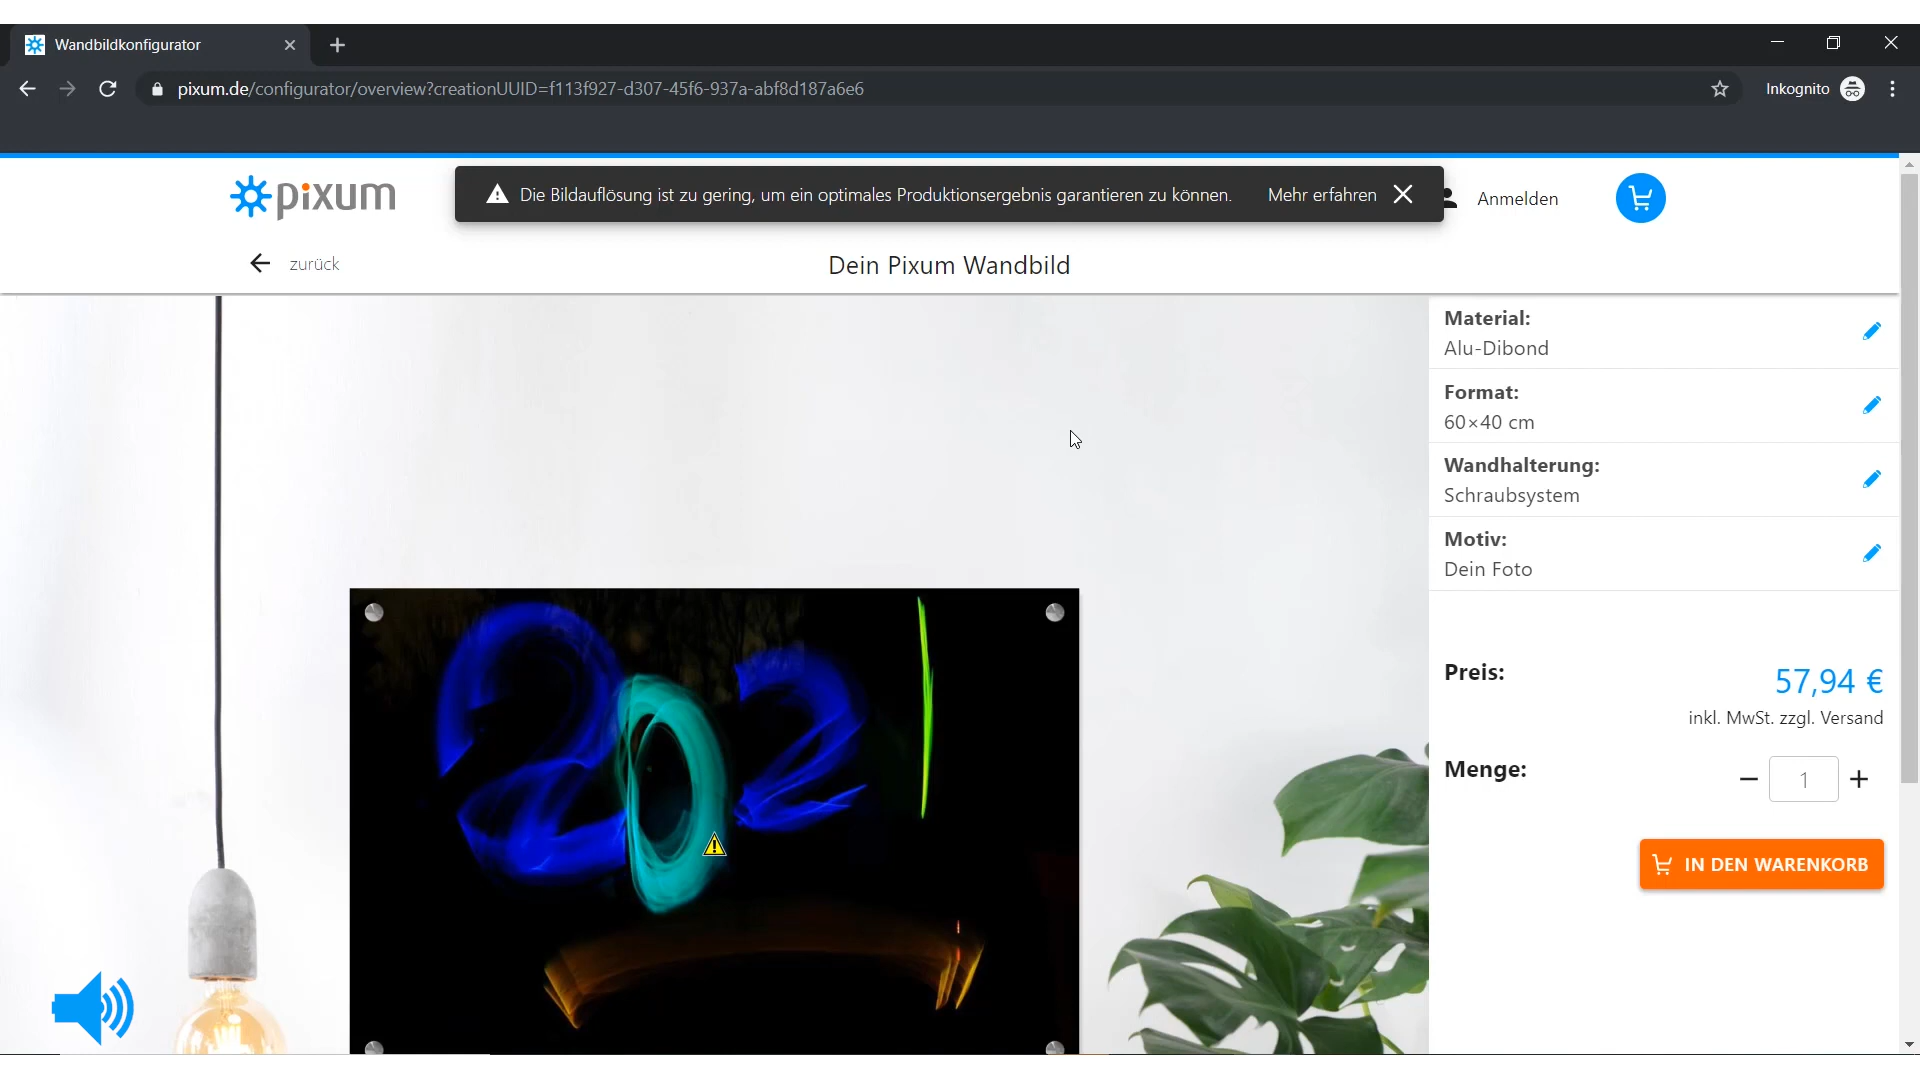 Wandbildkonfigurator
pixum.de/configurator/overview?creationUUID=f113f927-d307-45f6-937a-abf8d187a6e6
Inkognito
pixum
Die Bildauflösung ist zu gering, um ein optimales Produktionsergebnis garantieren zu können. Mehr erfahren
Anmelden
zurück
Dein Pixum Wandbild
Material:
Alu-Dibond
Format:
60×40 cm
Wandhalterung:
Schraubsystem
Motiv:
Dein Foto
202
Preis:
57,94 €
inkl. MwSt. zzgl. Versand
Menge:
1
IN DEN WARENKORB